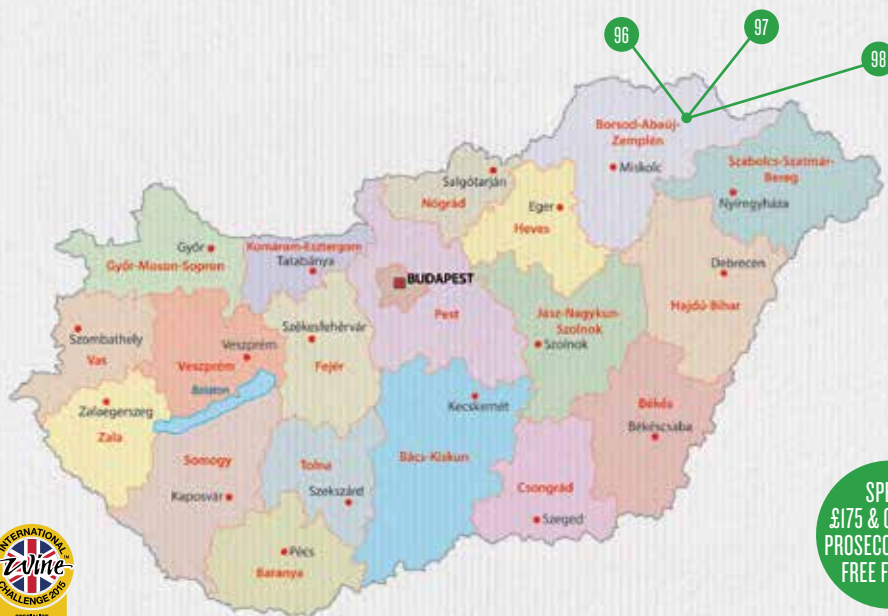 96
97
98
Borsod-Abaúj-
Zemplén
Miskolc
Szabolcs-Szatmár-
Bereg
Nyíregyháza
Salgótarján
Nógrád
Eger
Heves
Győr
Győr-Moson-Sopron
Komárom-Esztergom
Tatabánya
BUDAPEST
Pest
Debrecen
Hajdú-Bihar
Jász-Nagykun-
Szolnok
Szolnok
Szombathely
Vas
Veszprém
Veszprém
Székesfehérvár
Fejér
Balaton
Zalaegerszeg
Zala
Kecskemét
Békés
Békéscsaba
Somogy
Kaposvár
Tolna
Szekszárd
Bács-Kiskun
Csongrád
Szeged
Pécs
Baranya
£175 &
PROSECCO
FREE
INTERNATIONAL
Wine
CHALLENGE 2015